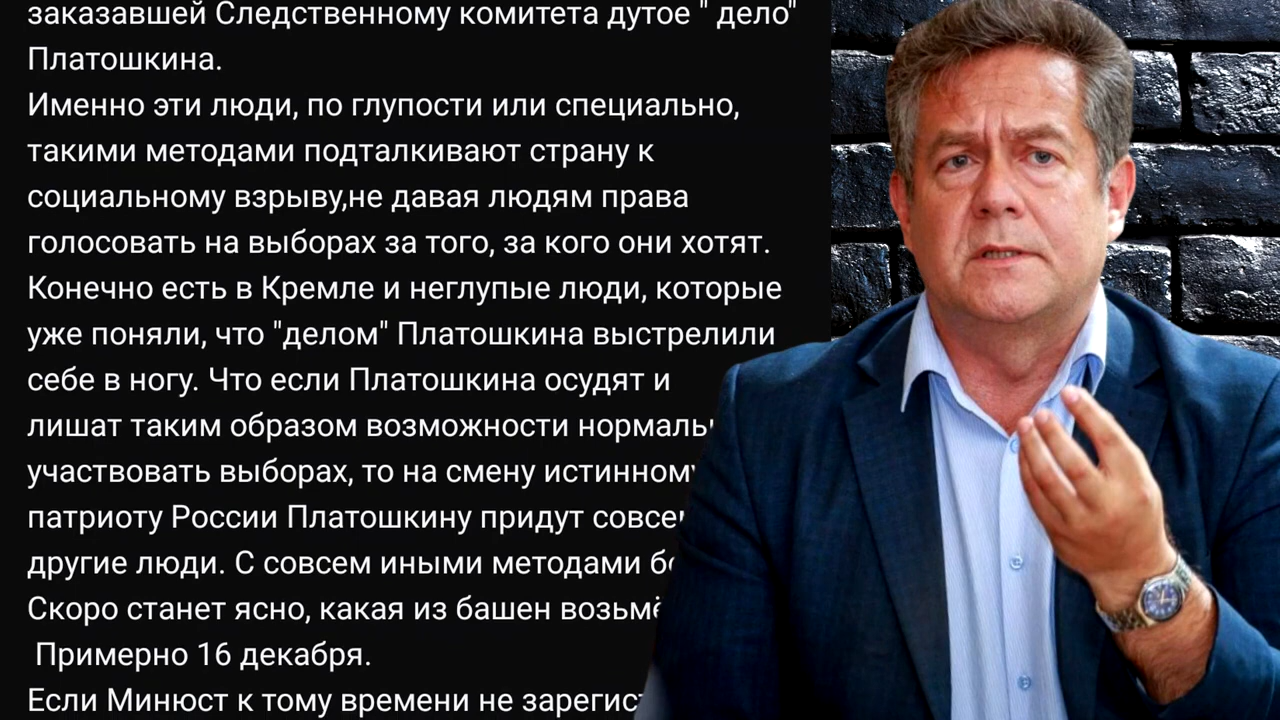 заказавшей Следственному комитета дутое " дело"
Платошкина.
Именно эти люди, по глупости или специально,
такими методами подталкивают страну к
социальному взрыву,не давая людям права
голосовать на выборах за того, за кого они хотят.
Конечно есть в Кремле и неглупые люди, которые
уже поняли, что "делом" Платошкина выстрелили
себе в ногу. Что если Платошкина осудят и
лишат таким образом возможности
участвовать выборах, то на смену истинному
патриоту России Платошкину придут
другие люди. С совсем иными методами
Скоро станет ясно, какая из башен
Примерно 16 декабря.
Если Минюст к тому времени не